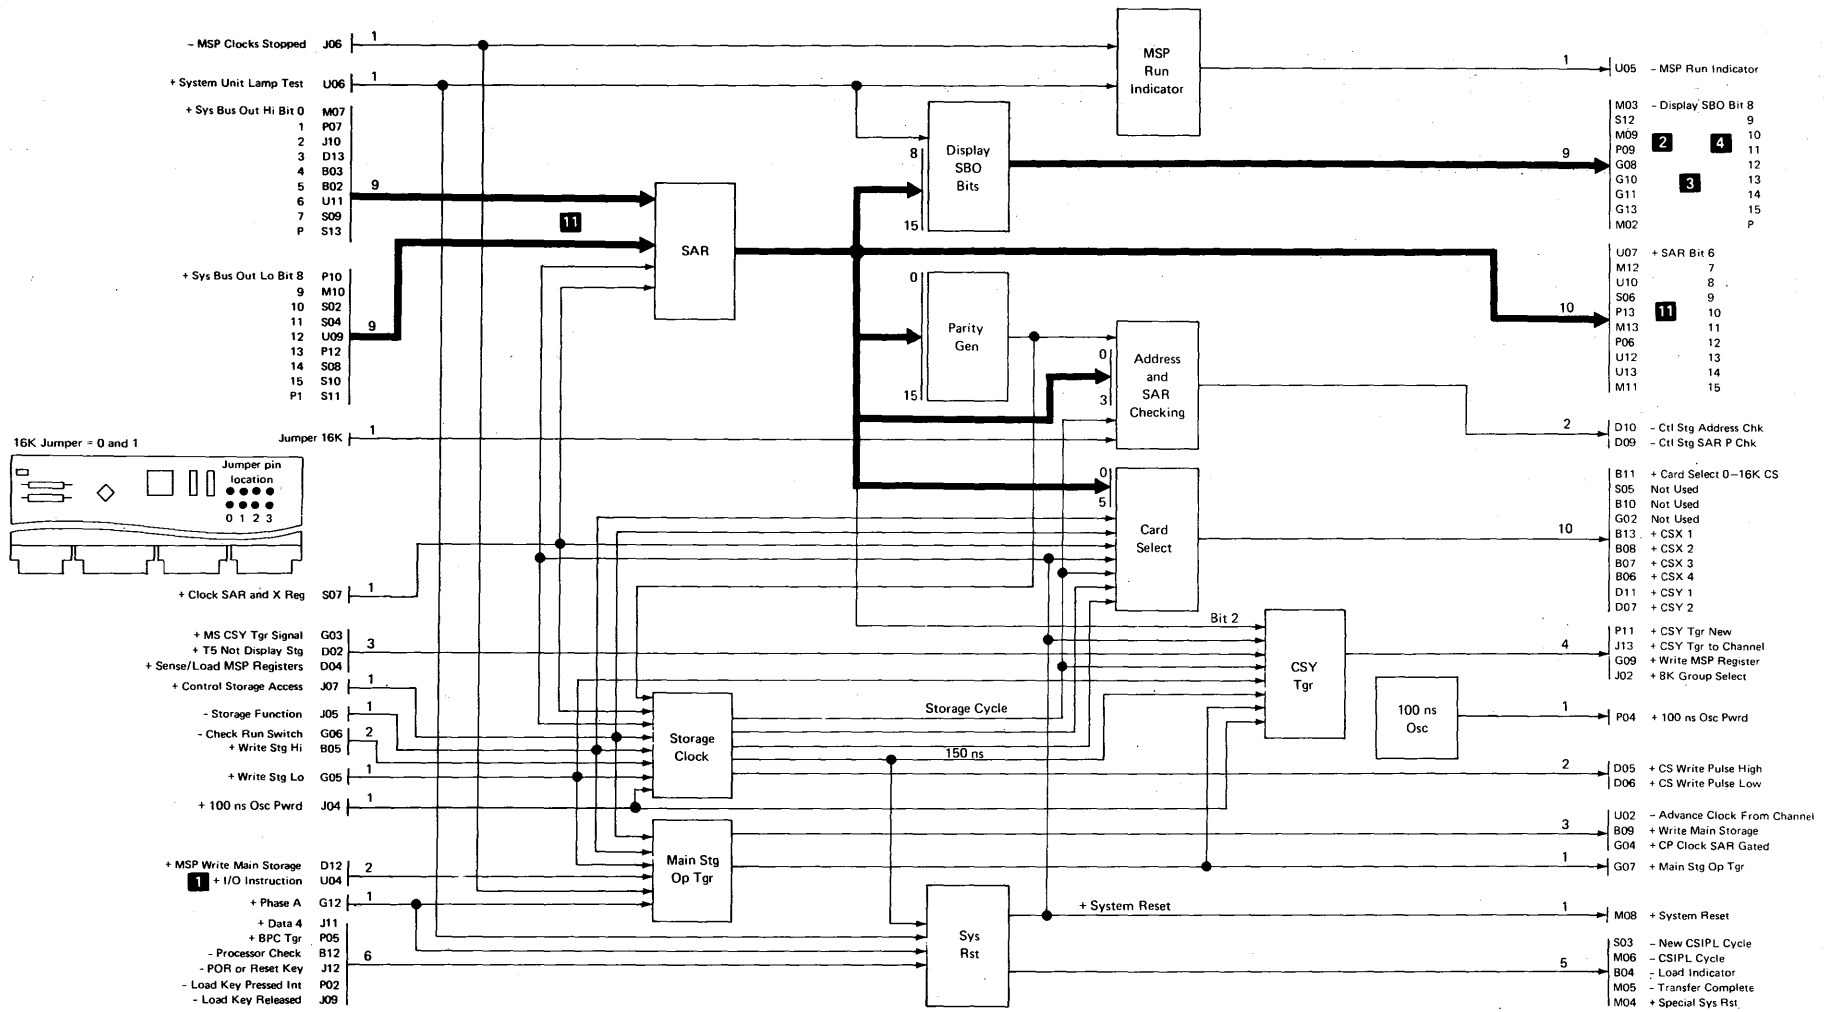 - MSP Clocks Stopped J06 1
+ System Unit Lamp Test U06 1
+ Sys Bus Out Hi Bit 0 M07
1 P07
2 J10
3 D13
4 B03
5 B02 9
6 U11
7 S09
P S13
11
+ Sys Bus Out Lo Bit 8 P10
9 M10
10 S02
11 S04
12 U09 9
13 P12
14 S08
15 S10
P1 S11
Jumper 16K 1
16K Jumper = 0 and 1
Jumper pin
location
0 1 2 3
+ Clock SAR and X Reg S07 1
+ MS CSY Tgr Signal G03
+ T5 Not Display Stg D02 3
+ Sense/Load MSP Registers D04
+ Control Storage Access J07 1
- Storage Function J05 1
- Check Run Switch G06 2
+ Write Stg Hi B05
+ Write Stg Lo G05 1
+ 100 ns Osc Pwrd J04 1
+ MSP Write Main Storage D12 2
1 + I/O Instruction U04
+ Phase A G12 1
+ Data 4 J11
+ BPC Tgr P05
- Processor Check B12
- POR or Reset Key J12 6
- Load Key Pressed Int P02
- Load Key Released J09
SAR
MSP
Run
Indicator
8
Display
SBO
Bits
15
0
Parity
Gen
15
0
Address
and
SAR
Checking
3
0
5
Card
Select
Bit 2
CSY
Tgr
100 ns
Osc
Storage
Clock
Storage Cycle
150 ns
Main Stg
Op Tgr
Sys
Rst
+ System Reset
1 U05 - MSP Run Indicator
M03 - Display SBO Bit 8
S12 9
M09 10
P09 11
2 4
9 G08 12
G10 13
3
G11 14
G13 15
M02 P
U07 + SAR Bit 6
M12 7
U10 8
S06 9
10 P13 11 10
M13 11
P06 12
U12 13
U13 14
M11 15
2 D10 - Ctl Stg Address Chk
D09 - Ctl Stg SAR P Chk
B11 + Card Select 0-16K CS
S05 Not Used
B10 Not Used
G02 Not Used
10 B13 + CSX 1
B08 + CSX 2
B07 + CSX 3
B06 + CSX 4
D11 + CSY 1
D07 + CSY 2
P11 + CSY Tgr New
4 J13 + CSY Tgr to Channel
G09 + Write MSP Register
J02 + 8K Group Select
1 P04 + 100 ns Osc Pwrd
2 D05 + CS Write Pulse High
D06 + CS Write Pulse Low
U02 - Advance Clock From Channel
3 B09 + Write Main Storage
G04 + CP Clock SAR Gated
1 G07 + Main Stg Op Tgr
1 M08 + System Reset
S03 - New CSIPL Cycle
M06 - CSIPL Cycle
5 B04 - Load Indicator
M05 - Transfer Complete
M04 + Special Sys Rst